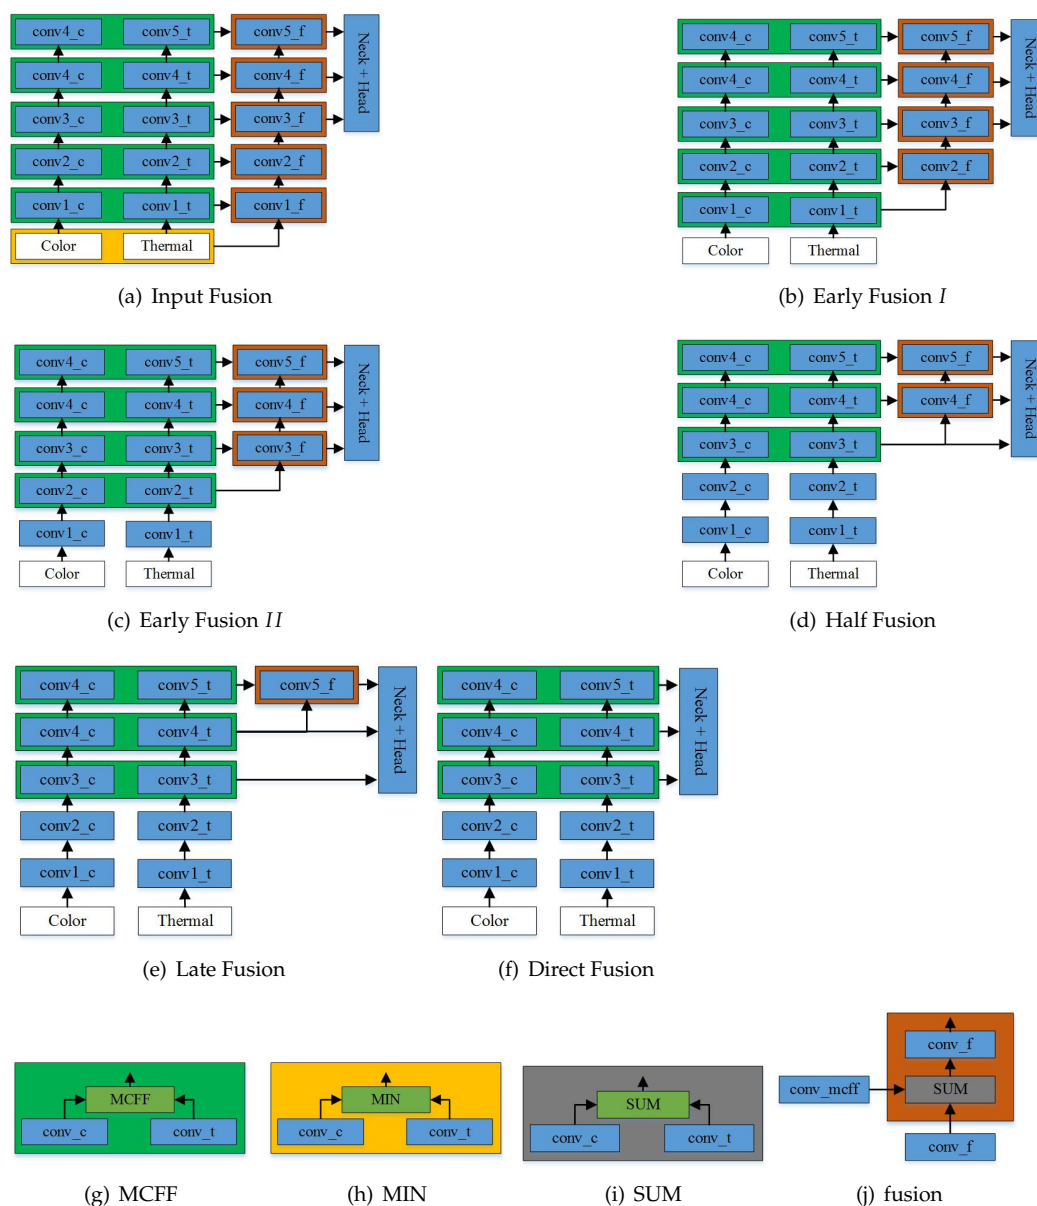 conv4_c conv5_t conv5_f
conv4_c conv4_t conv4_f
conv3_c conv3_t conv3_f
conv2_c conv2_t conv2_f
conv1_c conv1_t conv1_f
Color Thermal
Neck + Head
(a) Input Fusion
conv4_c conv5_t conv5_f
conv4_c conv4_t conv4_f
conv3_c conv3_t conv3_f
conv2_c conv2_t conv2_f
conv1_c conv1_t
Color Thermal
Neck + Head
(b) Early Fusion I
conv4_c conv5_t conv5_f
conv4_c conv4_t conv4_f
conv3_c conv3_t conv3_f
conv2_c conv2_t
conv1_c conv1_t
Color Thermal
Neck + Head
(c) Early Fusion II
conv4_c conv5_t conv5_f
conv4_c conv4_t conv4_f
conv3_c conv3_t
conv2_c conv2_t
conv1_c conv1_t
Color Thermal
Neck + Head
(d) Half Fusion
conv4_c conv5_t conv5_f
conv4_c conv4_t
conv3_c conv3_t
conv2_c conv2_t
conv1_c conv1_t
Color Thermal
Neck + Head
(e) Late Fusion
conv4_c conv5_t
conv4_c conv4_t
conv3_c conv3_t
conv2_c conv2_t
conv1_c conv1_t
Color Thermal
Neck + Head
(f) Direct Fusion
MCFF
conv_c conv_t
(g) MCFF
MIN
conv_c conv_t
(h) MIN
SUM
conv_c conv_t
(i) SUM
conv_f
conv_mcff SUM
conv_f
(j) fusion